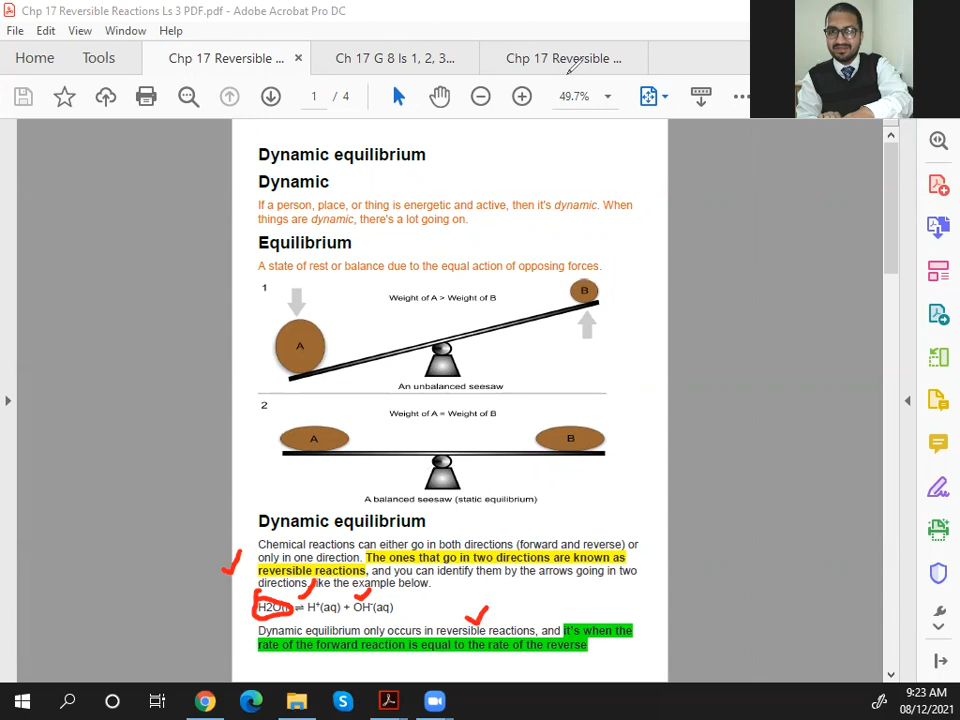 Chp 17 Reversible Reactions Ls 3 PDF.pdf - Adobe Acrobat Pro DC
File Edit View Window Help
Home Tools Chp 17 Reversible ... × Ch 17 G 8 ls 1, 2, 3... Chp 17 Reversible ...
1 / 4 49.7%
Dynamic equilibrium
Dynamic
If a person, place, or thing is energetic and active, then it's dynamic. When
things are dynamic, there's a lot going on.
Equilibrium
A state of rest or balance due to the equal action of opposing forces.
1
Weight of A > Weight of B
B
A
An unbalanced seesaw
2
Weight of A = Weight of B
A B
A balanced seesaw (static equilibrium)
Dynamic equilibrium
Chemical reactions can either go in both directions (forward and reverse) or
only in one direction. The ones that go in two directions are known as
reversible reactions, and you can identify them by the arrows going in two
directions, like the example below.
H2O(l) ⇌ H⁺(aq) + OH⁻(aq)
Dynamic equilibrium only occurs in reversible reactions, and it's when the
rate of the forward reaction is equal to the rate of the reverse
9:23 AM
08/12/2021